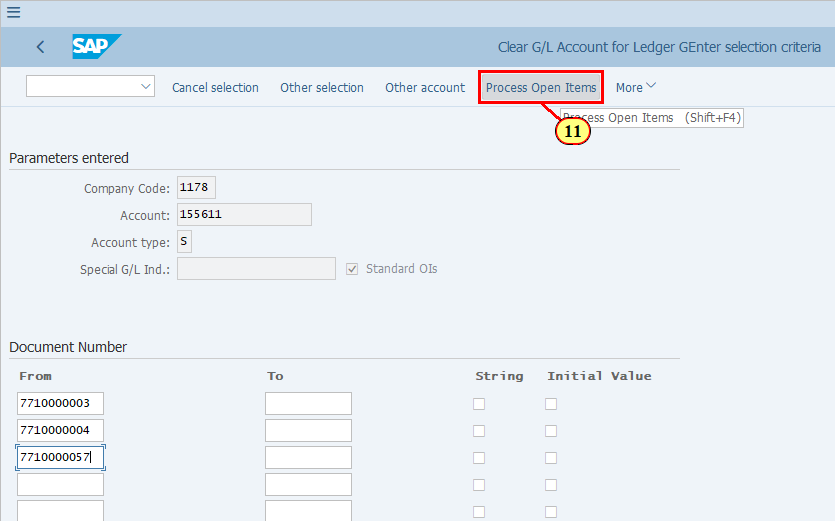 SAP
Clear G/L Account for Ledger GEnter selection criteria
Cancel selection Other selection Other account Process Open Items More
Process Open Items (Shift+F4)
11
Parameters entered
Company Code: 1178
Account: 155611
Account type: S
Special G/L Ind.: Standard OIs
Document Number
From To String Initial Value
7710000003
7710000004
7710000057